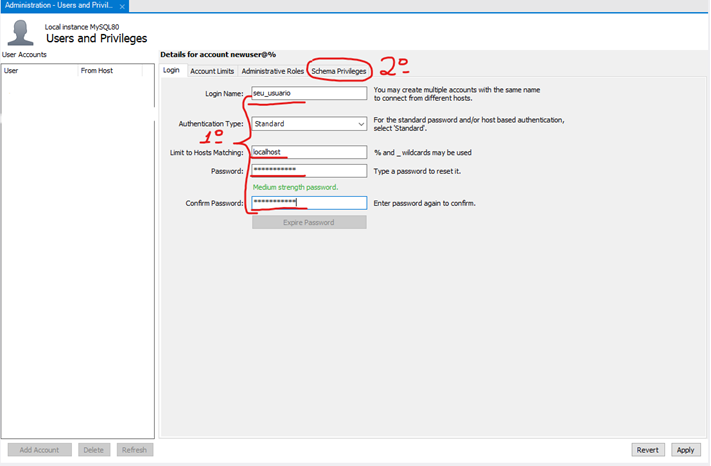 Administration - Users and Privil...
Local instance MySQL80
Users and Privileges
User Accounts
User From Host
Add Account Delete Refresh
Details for account newuser@%
Login Account Limits Administrative Roles Schema Privileges 2º
Login Name: seu_usuario You may create multiple accounts with the same name
to connect from different hosts.
1º
Authentication Type: Standard For the standard password and/or host based authentication,
select 'Standard'.
Limit to Hosts Matching: localhost % and _ wildcards may be used
Password: *********** Type a password to reset it.
Medium strength password.
Confirm Password: *********** Enter password again to confirm.
Expire Password
Revert Apply